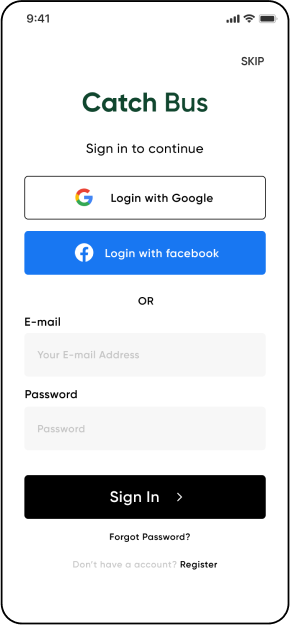 9:41
SKIP
Catch Bus
Sign in to continue
Login with Google
Login with facebook
OR
E-mail
Your E-mail Address
Password
Password
Sign In
Forgot Password?
Don't have a account? Register